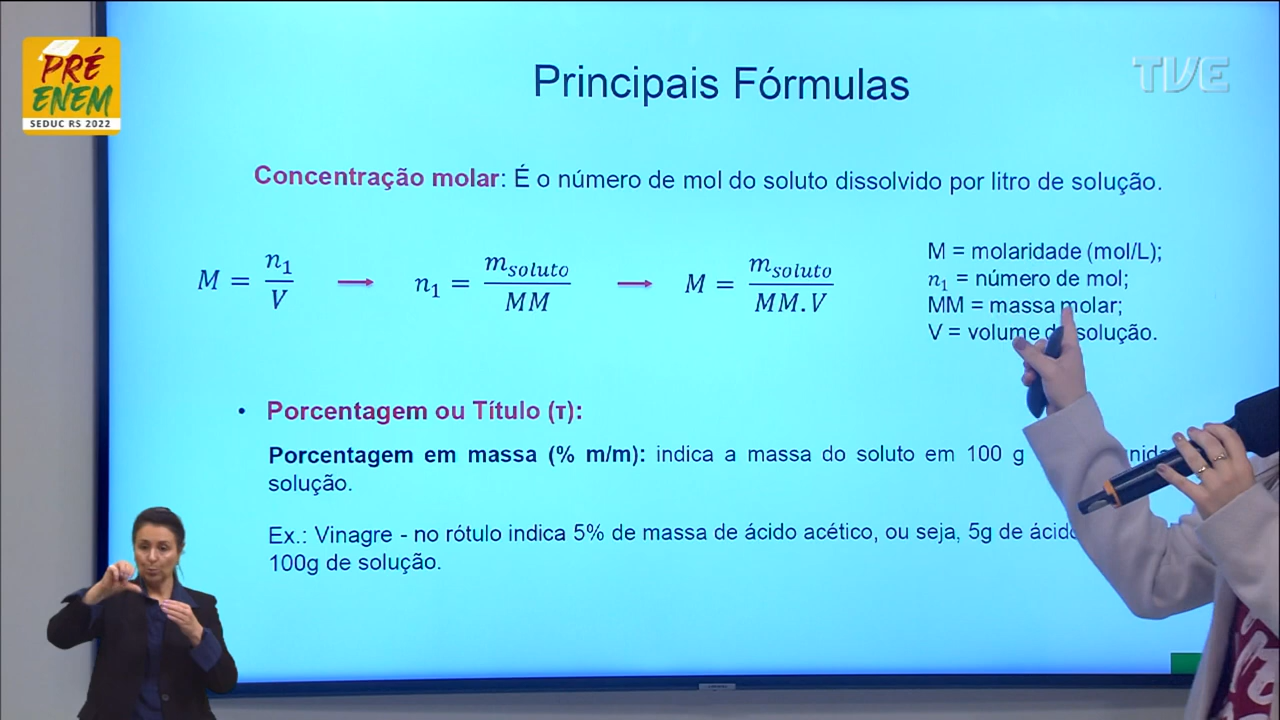 PRÉ
ENEM
SEDUC RS 2022
TVE
Principais Fórmulas
Concentração molar: É o número de mol do soluto dissolvido por litro de solução.
M = n₁/V → n₁ = m_soluto/MM → M = m_soluto/MM.V
M = molaridade (mol/L);
n₁ = número de mol;
MM = massa molar;
V = volume solução.
• Porcentagem ou Título (τ):
Porcentagem em massa (% m/m): indica a massa do soluto em 100 g
solução.
Ex.: Vinagre - no rótulo indica 5% de massa de ácido acético, ou seja, 5g de ácido
100g de solução.